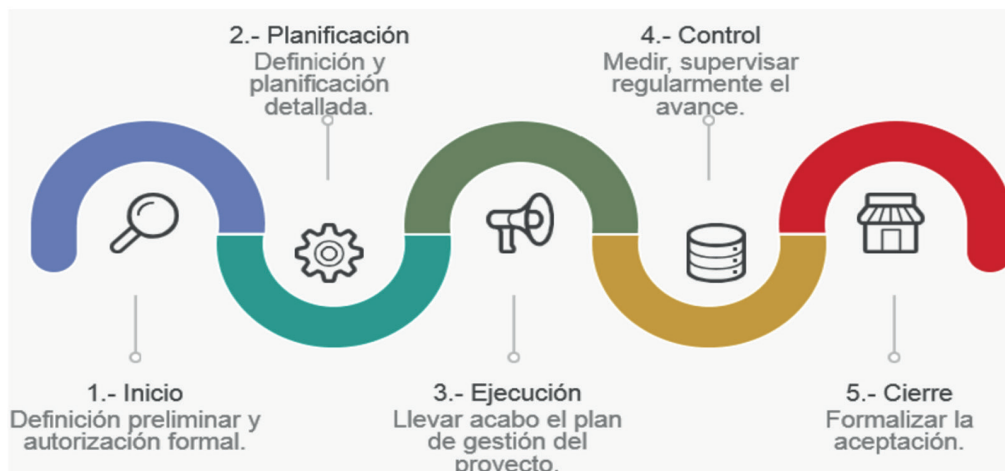 1.- Inicio
Definición preliminar y
autorización formal.
2.- Planificación
Definición y
planificación
detallada.
3.- Ejecución
Llevar acabo el plan
de gestión del
proyecto.
4.- Control
Medir, supervisar
regularmente el
avance.
5.- Cierre
Formalizar la
aceptación.